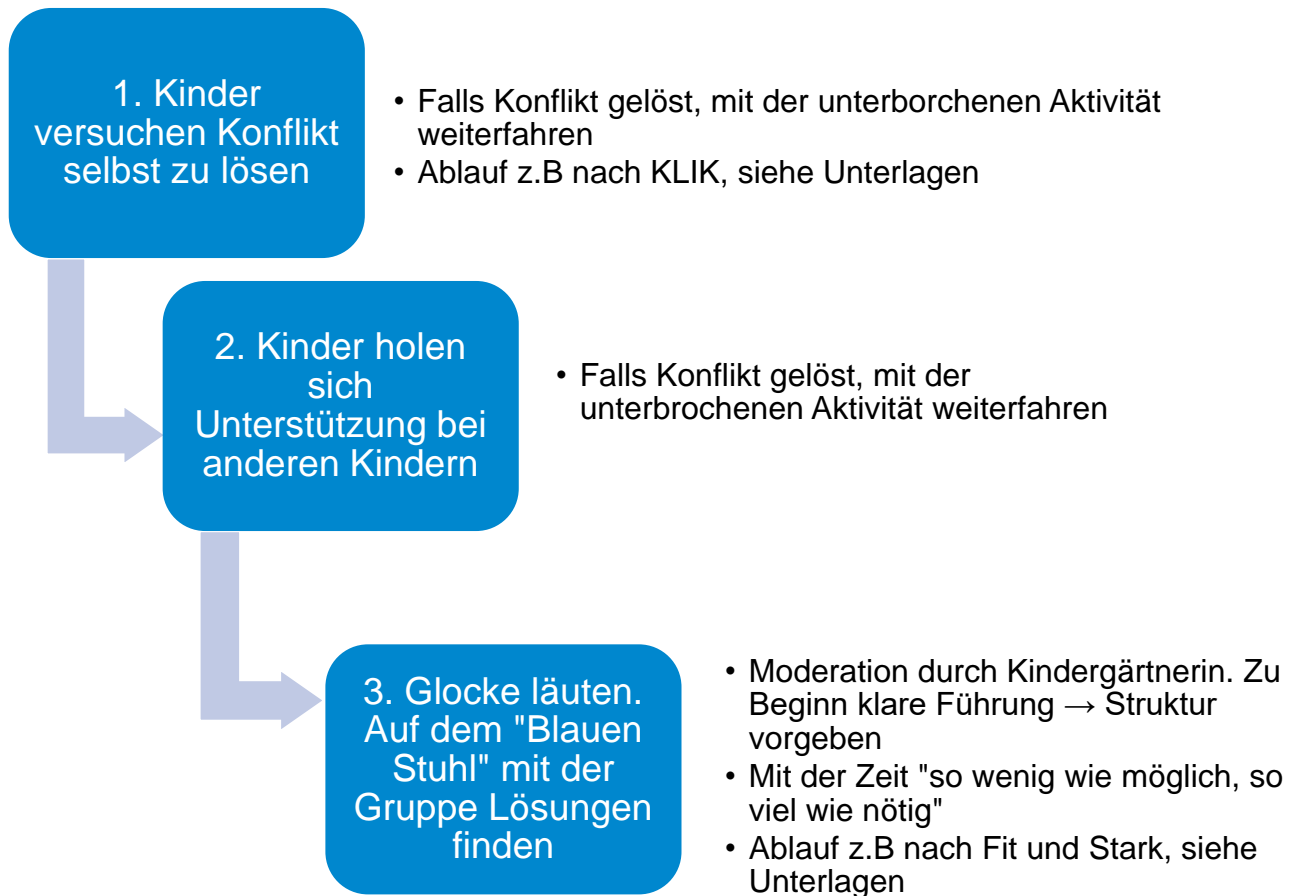 1. Kinder
versuchen Konflikt
selbst zu lösen
• Falls Konflikt gelöst, mit der unterborchenen Aktivität
weiterfahren
• Ablauf z.B nach KLIK, siehe Unterlagen
2. Kinder holen
sich
Unterstützung bei
anderen Kindern
• Falls Konflikt gelöst, mit der
unterbrochenen Aktivität weiterfahren
3. Glocke läuten.
Auf dem "Blauen
Stuhl" mit der
Gruppe Lösungen
finden
• Moderation durch Kindergärtnerin. Zu
Beginn klare Führung → Struktur
vorgeben
• Mit der Zeit "so wenig wie möglich, so
viel wie nötig"
• Ablauf z.B nach Fit und Stark, siehe
Unterlagen